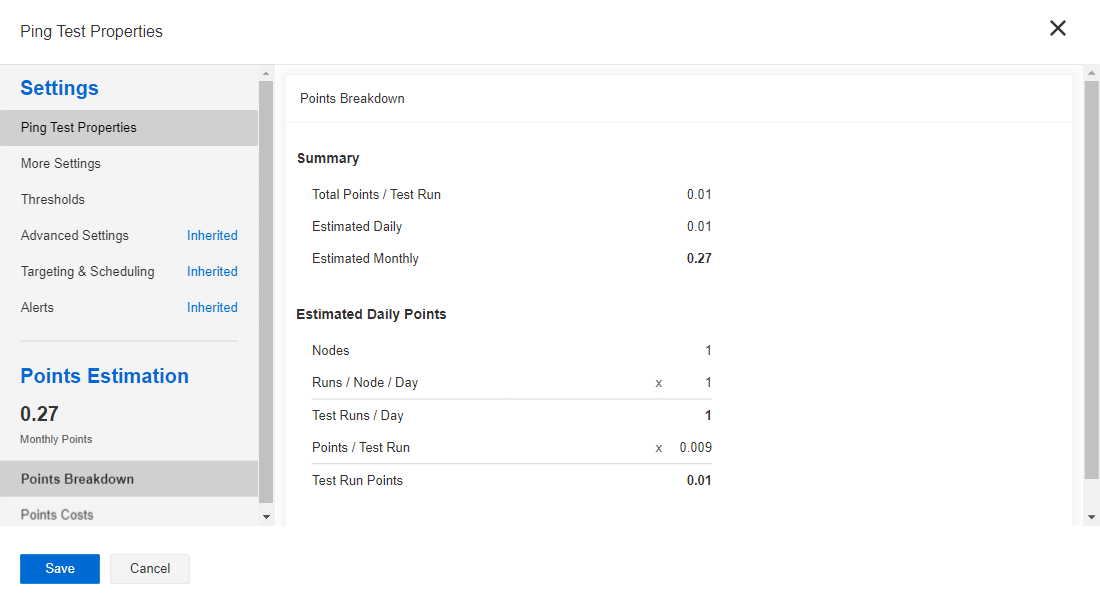 Ping Test Properties
Settings
Ping Test Properties
More Settings
Thresholds
Advanced Settings Inherited
Targeting & Scheduling Inherited
Alerts Inherited
Points Estimation
0.27
Monthly Points
Points Breakdown
Points Costs
Points Breakdown
Summary
Total Points / Test Run 0.01
Estimated Daily 0.01
Estimated Monthly 0.27
Estimated Daily Points
Nodes 1
Runs / Node / Day x 1
Test Runs / Day 1
Points / Test Run x 0.009
Test Run Points 0.01
Save Cancel